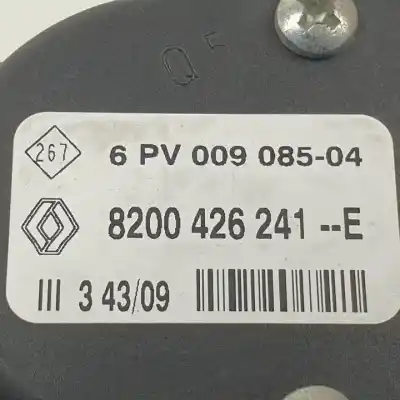 Q
267
6 PV 009 085-04
8200 426 241 --E
III 3 43/09